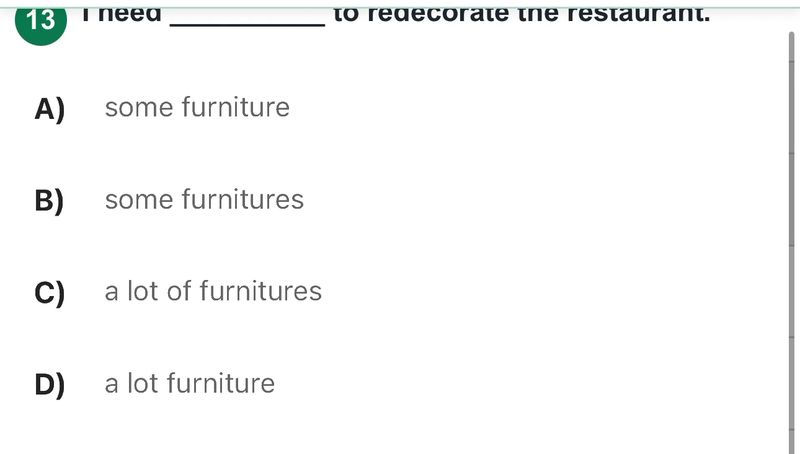 13 I need __________ to redecorate the restaurant.
A) some furniture
B) some furnitures
C) a lot of furnitures
D) a lot furniture